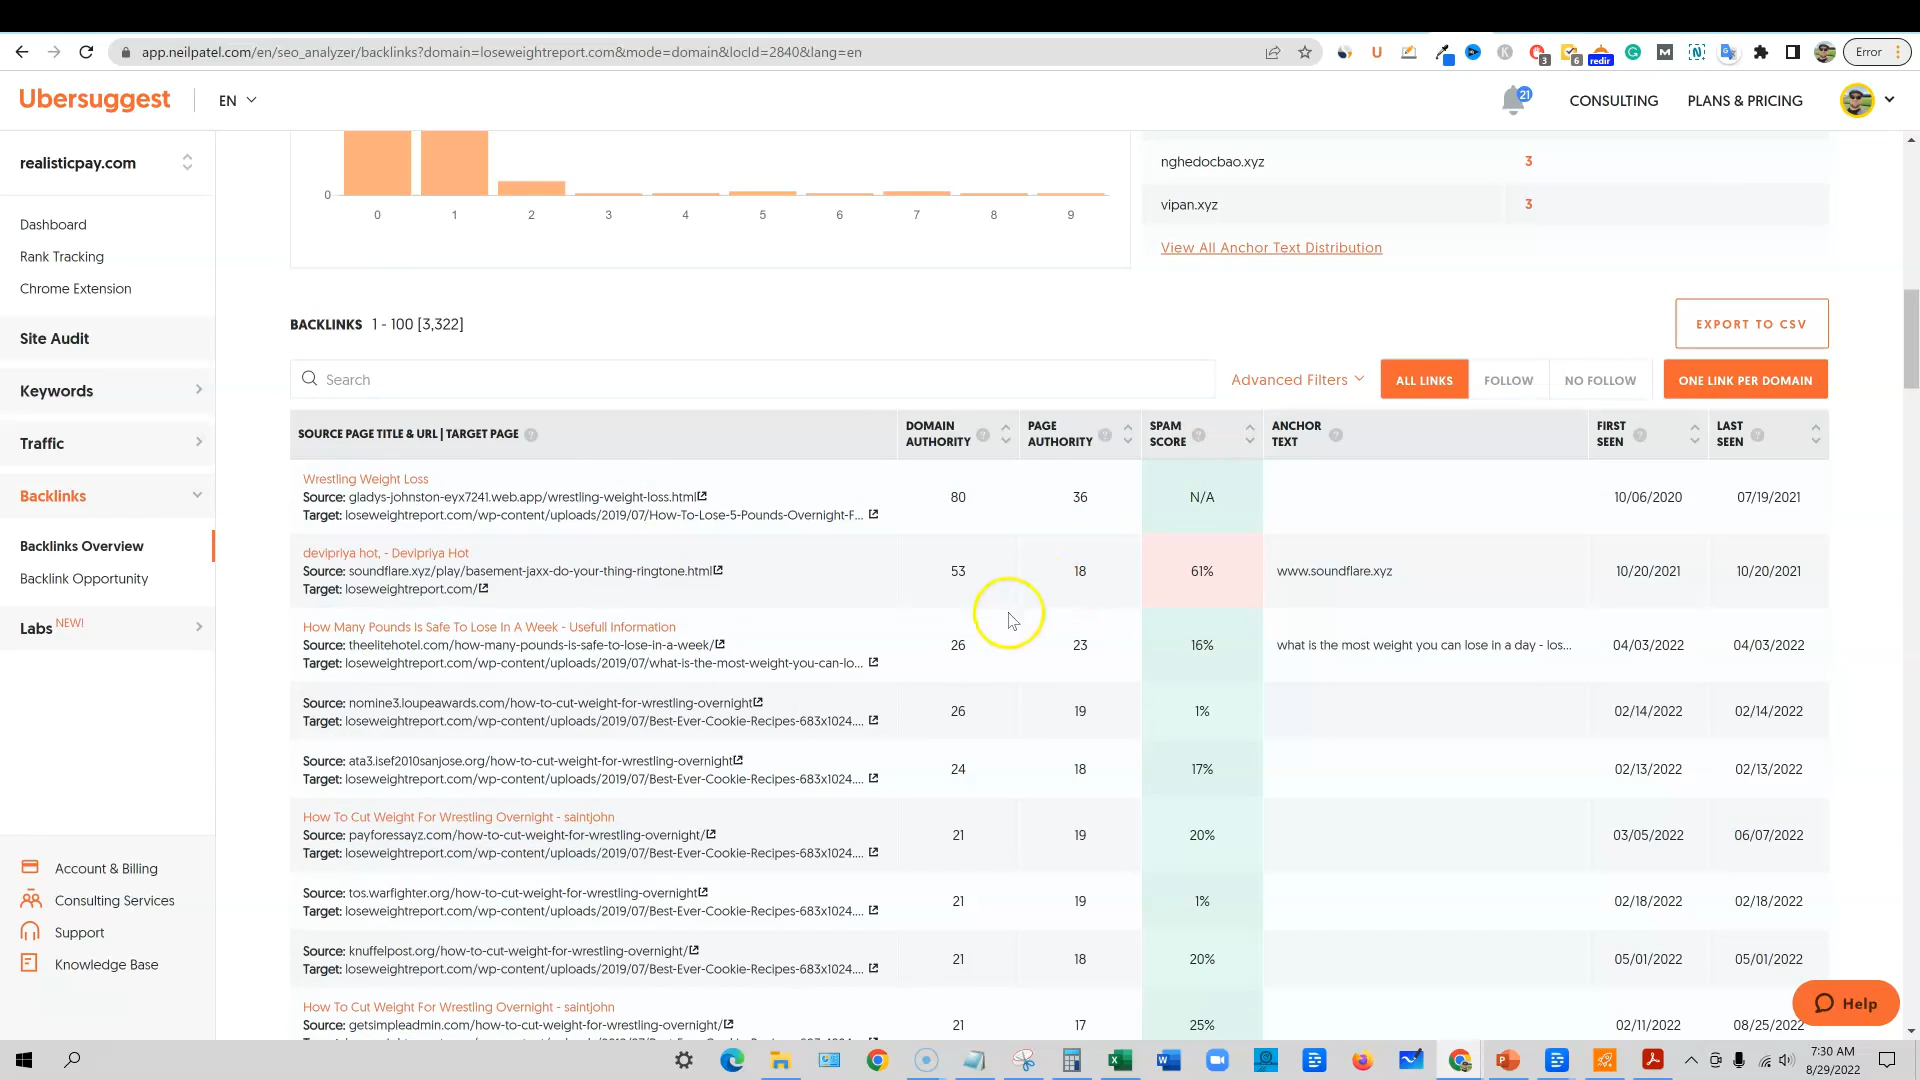 app.neilpatel.com/en/seo_analyzer/backlinks?domain=loseweightreport.com&mode=domain&locId=2840&lang=en
U
K
3
6
redir
G
M
N
Error
Ubersuggest
EN
21
CONSULTING
PLANS & PRICING
realisticpay.com
Dashboard
Rank Tracking
Chrome Extension
Site Audit
Keywords
Traffic
Backlinks
Backlinks Overview
Backlink Opportunity
Labs NEW!
Account & Billing
Consulting Services
Support
Knowledge Base
0
0 1 2 3 4 5 6 7 8 9
nghedocbao.xyz 3
vipan.xyz 3
View All Anchor Text Distribution
BACKLINKS 1 - 100 [3,322]
EXPORT TO CSV
Search
Advanced Filters
ALL LINKS
FOLLOW
NO FOLLOW
ONE LINK PER DOMAIN
SOURCE PAGE TITLE & URL | TARGET PAGE ?
DOMAIN AUTHORITY ?
PAGE AUTHORITY ?
SPAM SCORE ?
ANCHOR TEXT ?
FIRST SEEN ?
LAST SEEN ?
Wrestling Weight Loss
Source: gladys-johnston-eyx7241.web.app/wrestling-weight-loss.html
Target: loseweightreport.com/wp-content/uploads/2019/07/How-To-Lose-5-Pounds-Overnight-F...
80 36 N/A 10/06/2020 07/19/2021
devipriya hot, - Devipriya Hot
Source: soundflare.xyz/play/basement-jaxx-do-your-thing-ringtone.html
Target: loseweightreport.com/
53 18 61% www.soundflare.xyz 10/20/2021 10/20/2021
How Many Pounds Is Safe To Lose In A Week - Usefull Information
Source: theelitehotel.com/how-many-pounds-is-safe-to-lose-in-a-week/
Target: loseweightreport.com/wp-content/uploads/2019/07/what-is-the-most-weight-you-can-lo...
26 23 16% what is the most weight you can lose in a day - los... 04/03/2022 04/03/2022
Source: nomine3.loupeawards.com/how-to-cut-weight-for-wrestling-overnight
Target: loseweightreport.com/wp-content/uploads/2019/07/Best-Ever-Cookie-Recipes-683x1024....
26 19 1% 02/14/2022 02/14/2022
Source: ata3.isef2010sanjose.org/how-to-cut-weight-for-wrestling-overnight
Target: loseweightreport.com/wp-content/uploads/2019/07/Best-Ever-Cookie-Recipes-683x1024....
24 18 17% 02/13/2022 02/13/2022
How To Cut Weight For Wrestling Overnight - saintjohn
Source: payforessayz.com/how-to-cut-weight-for-wrestling-overnight/
Target: loseweightreport.com/wp-content/uploads/2019/07/Best-Ever-Cookie-Recipes-683x1024....
21 19 20% 03/05/2022 06/07/2022
Source: tos.warfighter.org/how-to-cut-weight-for-wrestling-overnight
Target: loseweightreport.com/wp-content/uploads/2019/07/Best-Ever-Cookie-Recipes-683x1024....
21 19 1% 02/18/2022 02/18/2022
Source: knuffelpost.org/how-to-cut-weight-for-wrestling-overnight/
Target: loseweightreport.com/wp-content/uploads/2019/07/Best-Ever-Cookie-Recipes-683x1024....
21 18 20% 05/01/2022 05/01/2022
How To Cut Weight For Wrestling Overnight - saintjohn
Source: getsimpleadmin.com/how-to-cut-weight-for-wrestling-overnight/
21 17 25% 02/11/2022 08/25/2022
Help
7:30 AM
8/29/2022